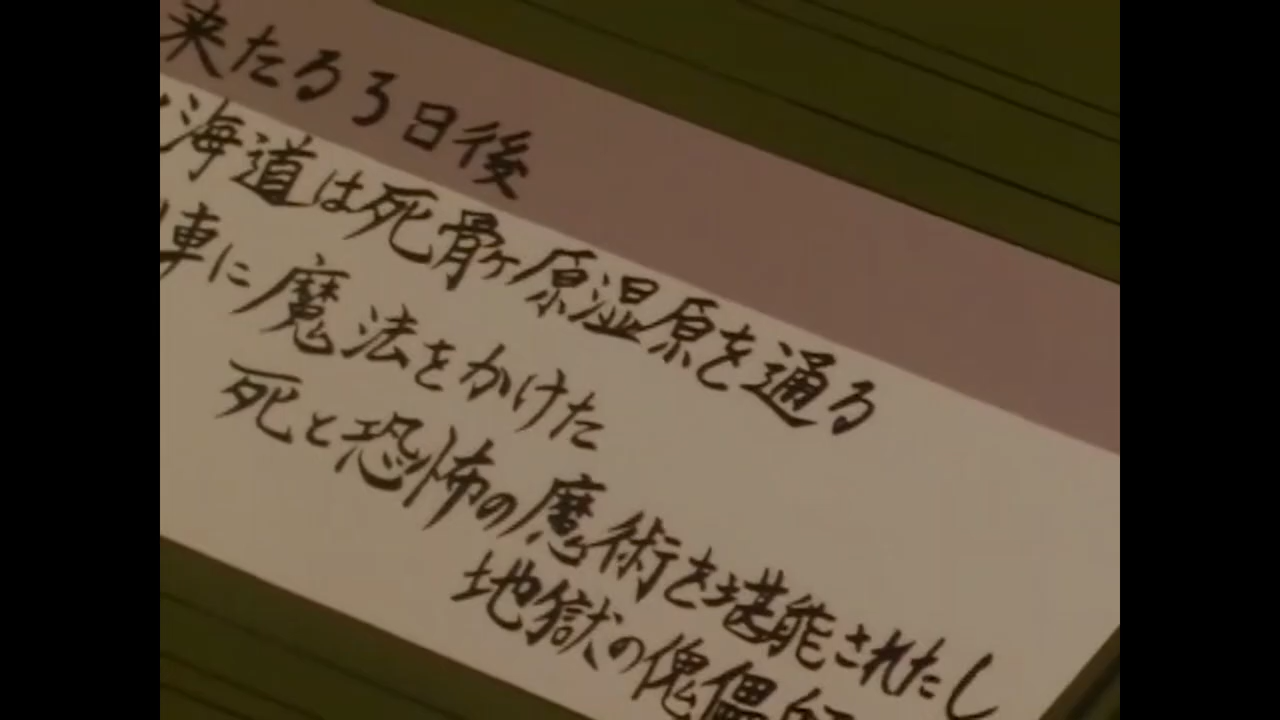 来たる3日後
海道は死骨ヶ原湿原を通る
車に魔法をかけた
死と恐怖の魔術を堪能されたし
地獄の傀儡師